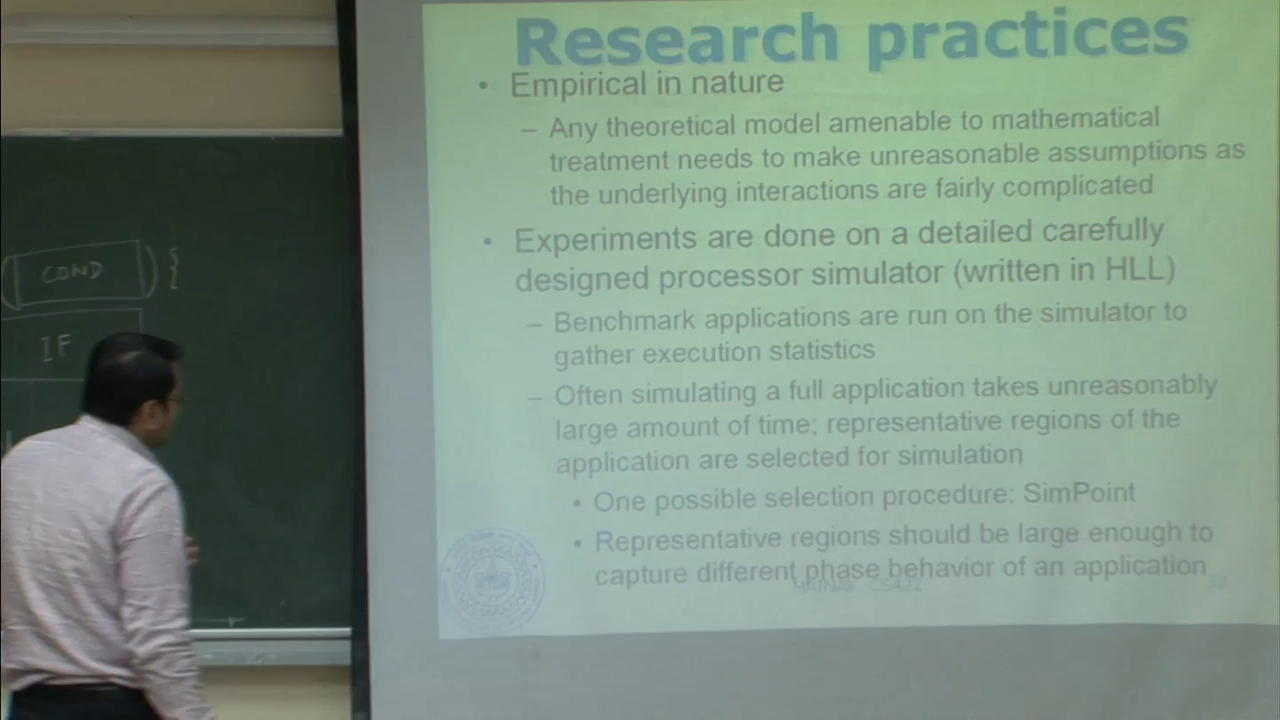 Research practices
• Empirical in nature
– Any theoretical model amenable to mathematical
treatment needs to make unreasonable assumptions as
the underlying interactions are fairly complicated
• Experiments are done on a detailed carefully
designed processor simulator (written in HLL)
– Benchmark applications are run on the simulator to
gather execution statistics
– Often simulating a full application takes unreasonably
large amount of time; representative regions of the
application are selected for simulation
• One possible selection procedure: SimPoint
• Representative regions should be large enough to
capture different phase behavior of an application
MAINAK CS422
COND
IF